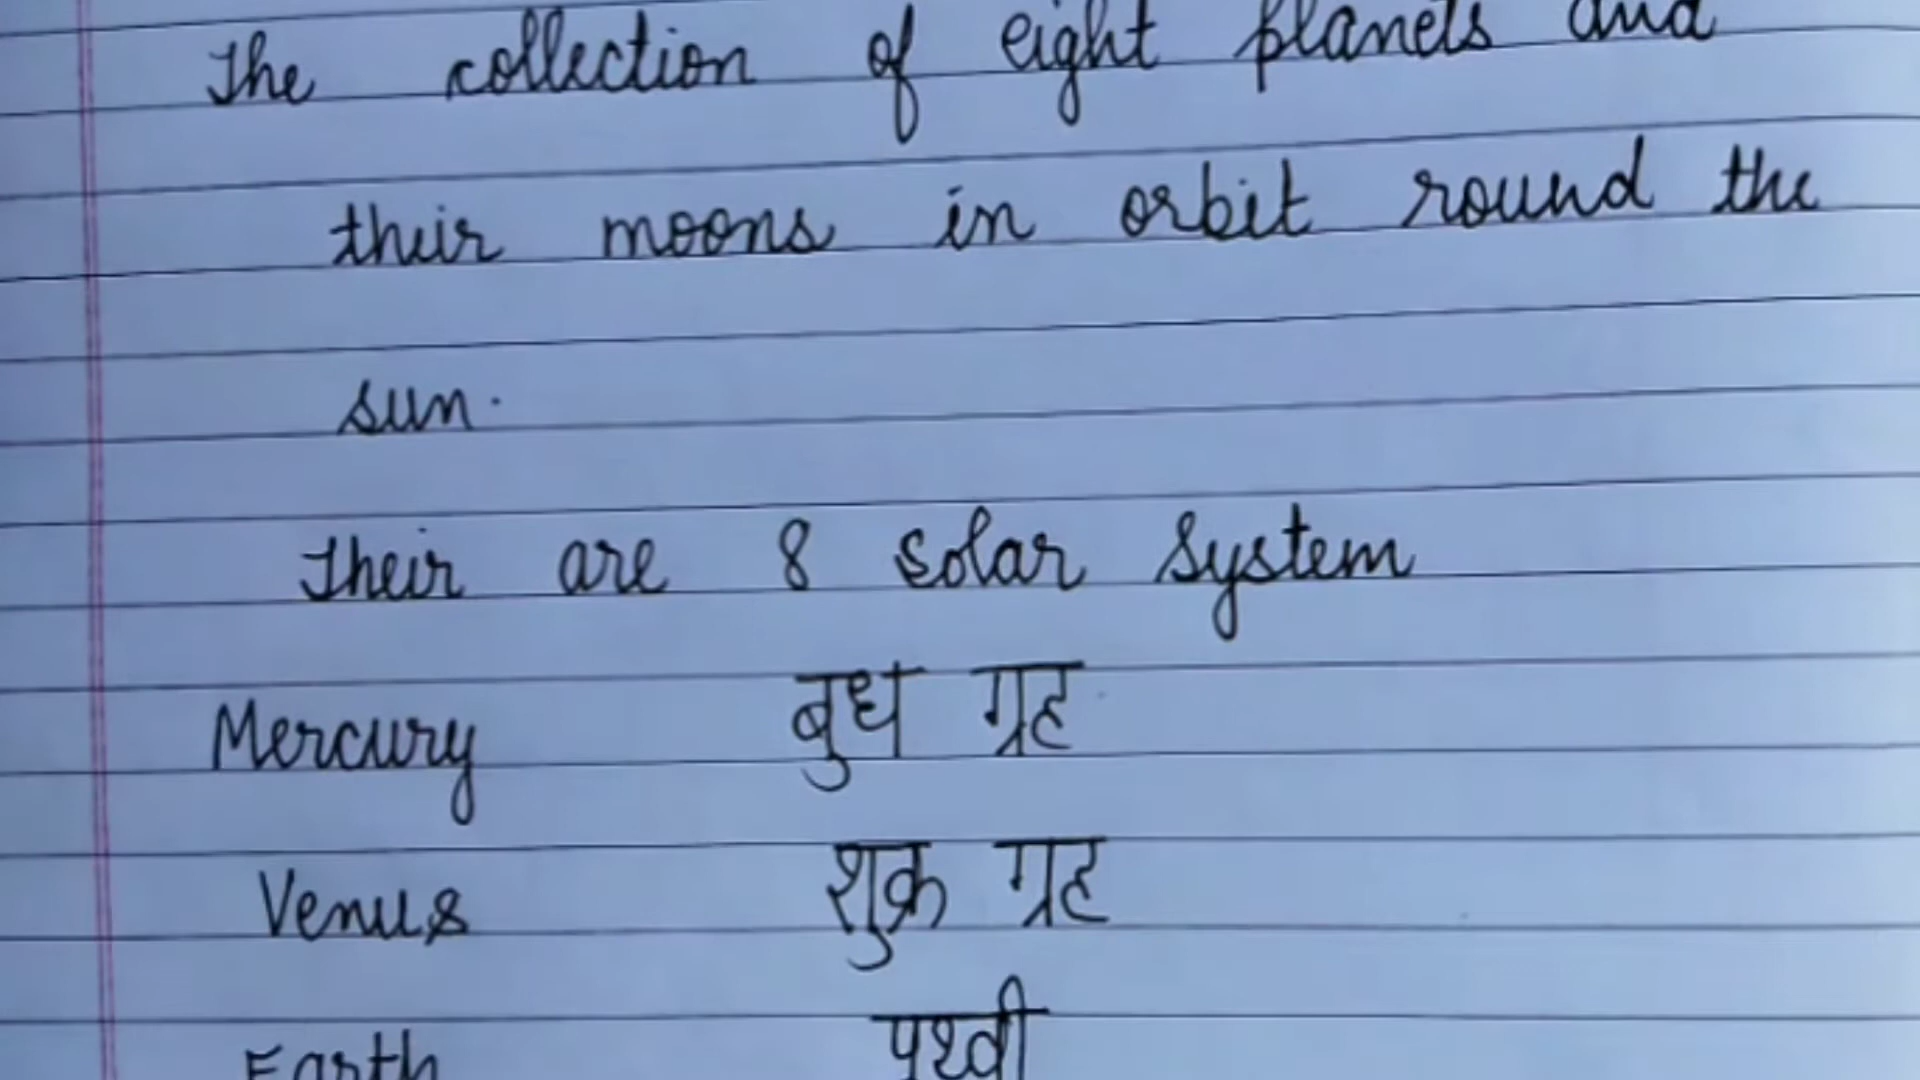 The collection of eight planets and
their moons in orbit round the
sun.
Their are 8 Solar System
Mercury बुध ग्रह
Venus शुक्र ग्रह
Earth पृथ्वी